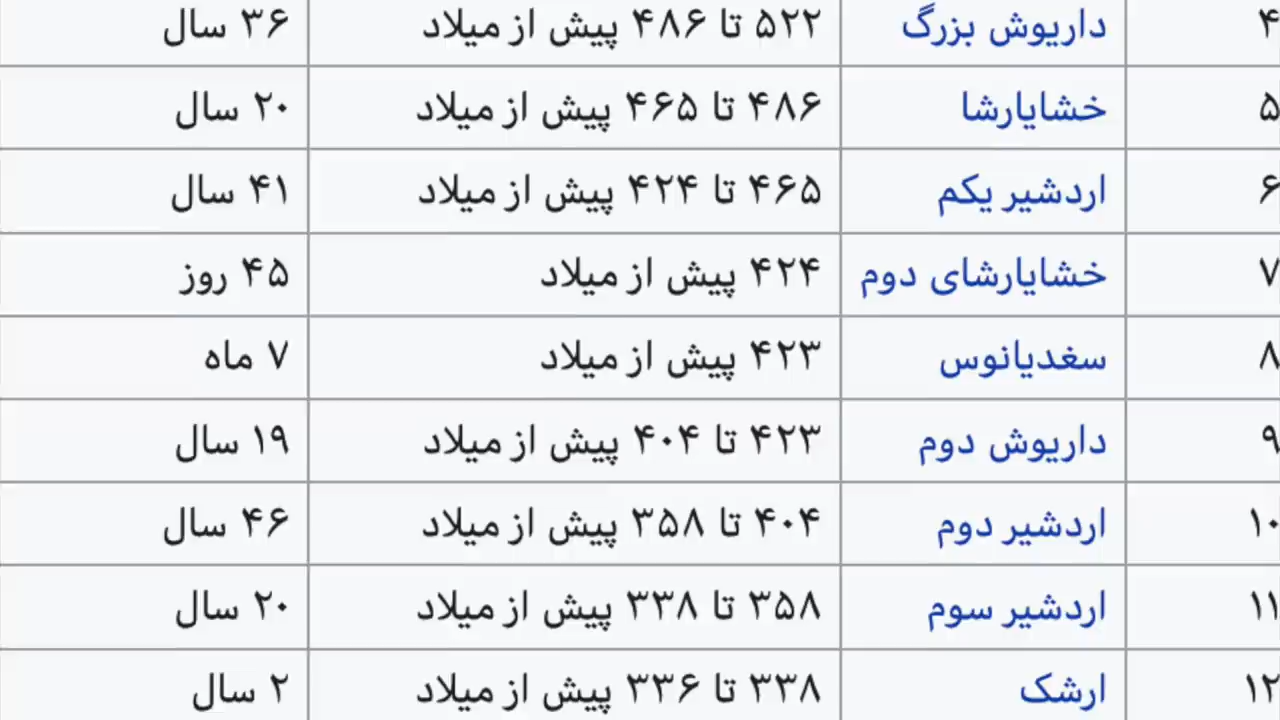 ۴ داریوش بزرگ ۵۲۲ تا ۴۸۶ پیش از میلاد ۳۶ سال
۵ خشایارشا ۴۸۶ تا ۴۶۵ پیش از میلاد ۲۰ سال
۶ اردشیر یکم ۴۶۵ تا ۴۲۴ پیش از میلاد ۴۱ سال
۷ خشایارشای دوم ۴۲۴ پیش از میلاد ۴۵ روز
۸ سغدیانوس ۴۲۳ پیش از میلاد ۷ ماه
۹ داریوش دوم ۴۲۳ تا ۴۰۴ پیش از میلاد ۱۹ سال
۱۰ اردشیر دوم ۴۰۴ تا ۳۵۸ پیش از میلاد ۴۶ سال
۱۱ اردشیر سوم ۳۵۸ تا ۳۳۸ پیش از میلاد ۲۰ سال
۱۲ ارشک ۳۳۸ تا ۳۳۶ پیش از میلاد ۲ سال